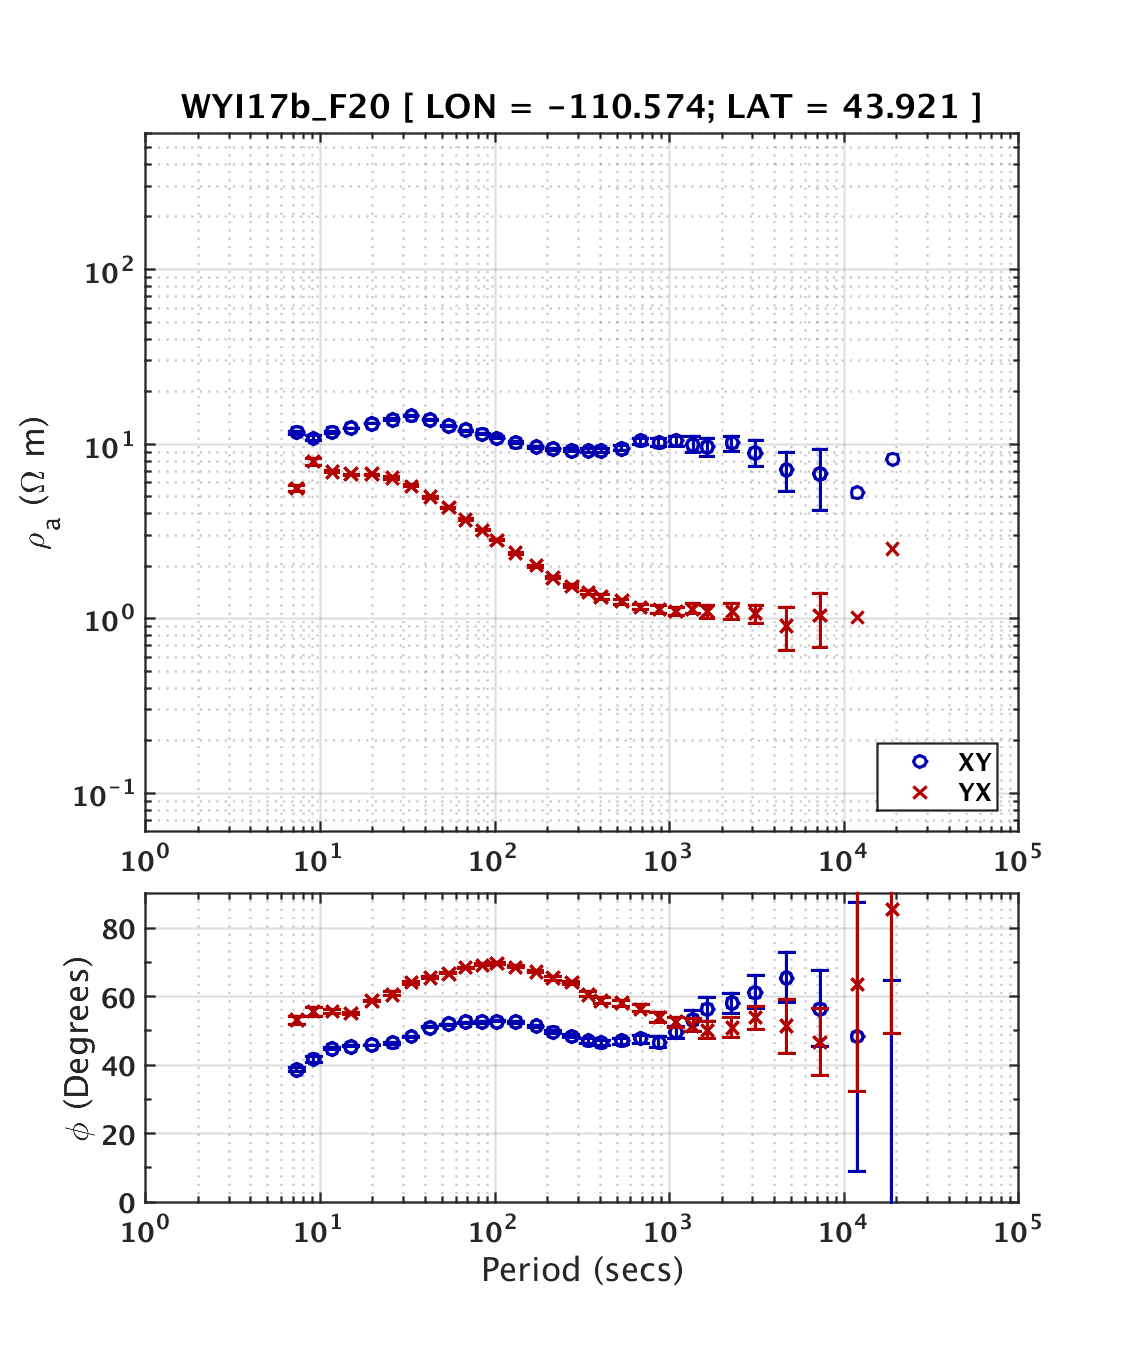 WYI17b_F20 [ LON = -110.574; LAT = 43.921 ]
10²
10¹
10⁰
10⁻¹
ρₐ (Ω m)
XY
YX
10⁰ 10¹ 10² 10³ 10⁴ 10⁵
80
60
40
20
0
ϕ (Degrees)
10⁰ 10¹ 10² 10³ 10⁴ 10⁵
Period (secs)